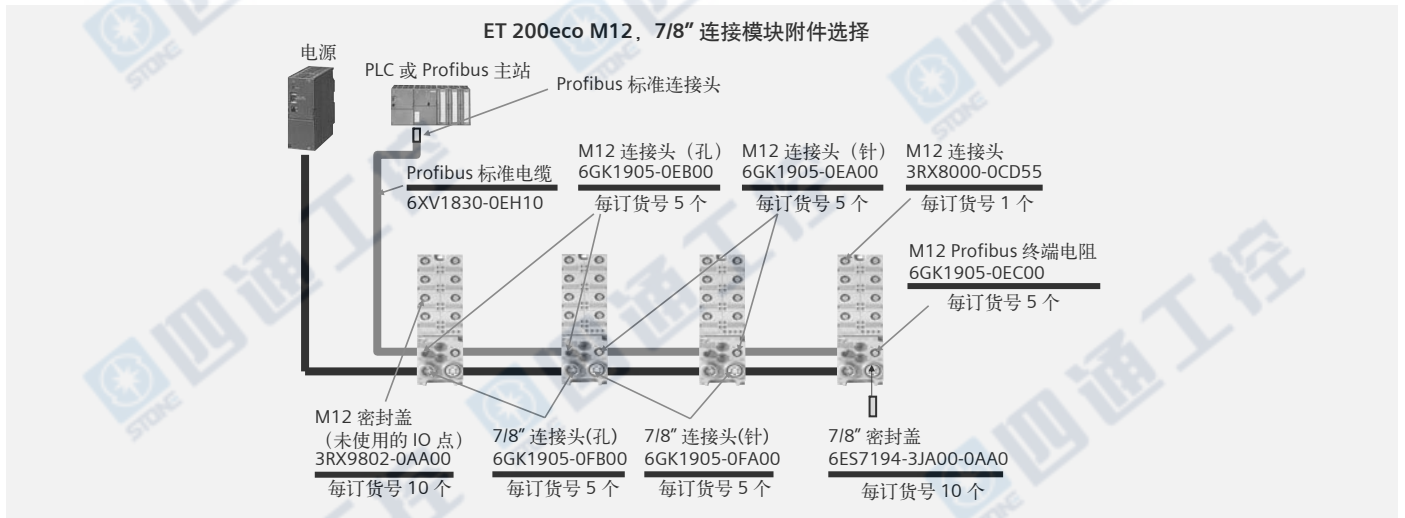 ET 200eco M12，7/8” 连接模块附件选择
电源
PLC 或 Profibus 主站
Profibus 标准连接头
Profibus 标准电缆
6XV1830-0EH10
M12 连接头（孔）
6GK1905-0EB00
每订货号 5 个
M12 连接头（针）
6GK1905-0EA00
每订货号 5 个
M12 连接头
3RX8000-0CD55
每订货号 1 个
M12 Profibus 终端电阻
6GK1905-0EC00
每订货号 5 个
M12 密封盖
（未使用的 IO 点）
3RX9802-0AA00
每订货号 10 个
7/8” 连接头(孔)
6GK1905-0FB00
每订货号 5 个
7/8” 连接头(针)
6GK1905-0FA00
每订货号 5 个
7/8” 密封盖
6ES7194-3JA00-0AA0
每订货号 10 个
四通工控
STONE